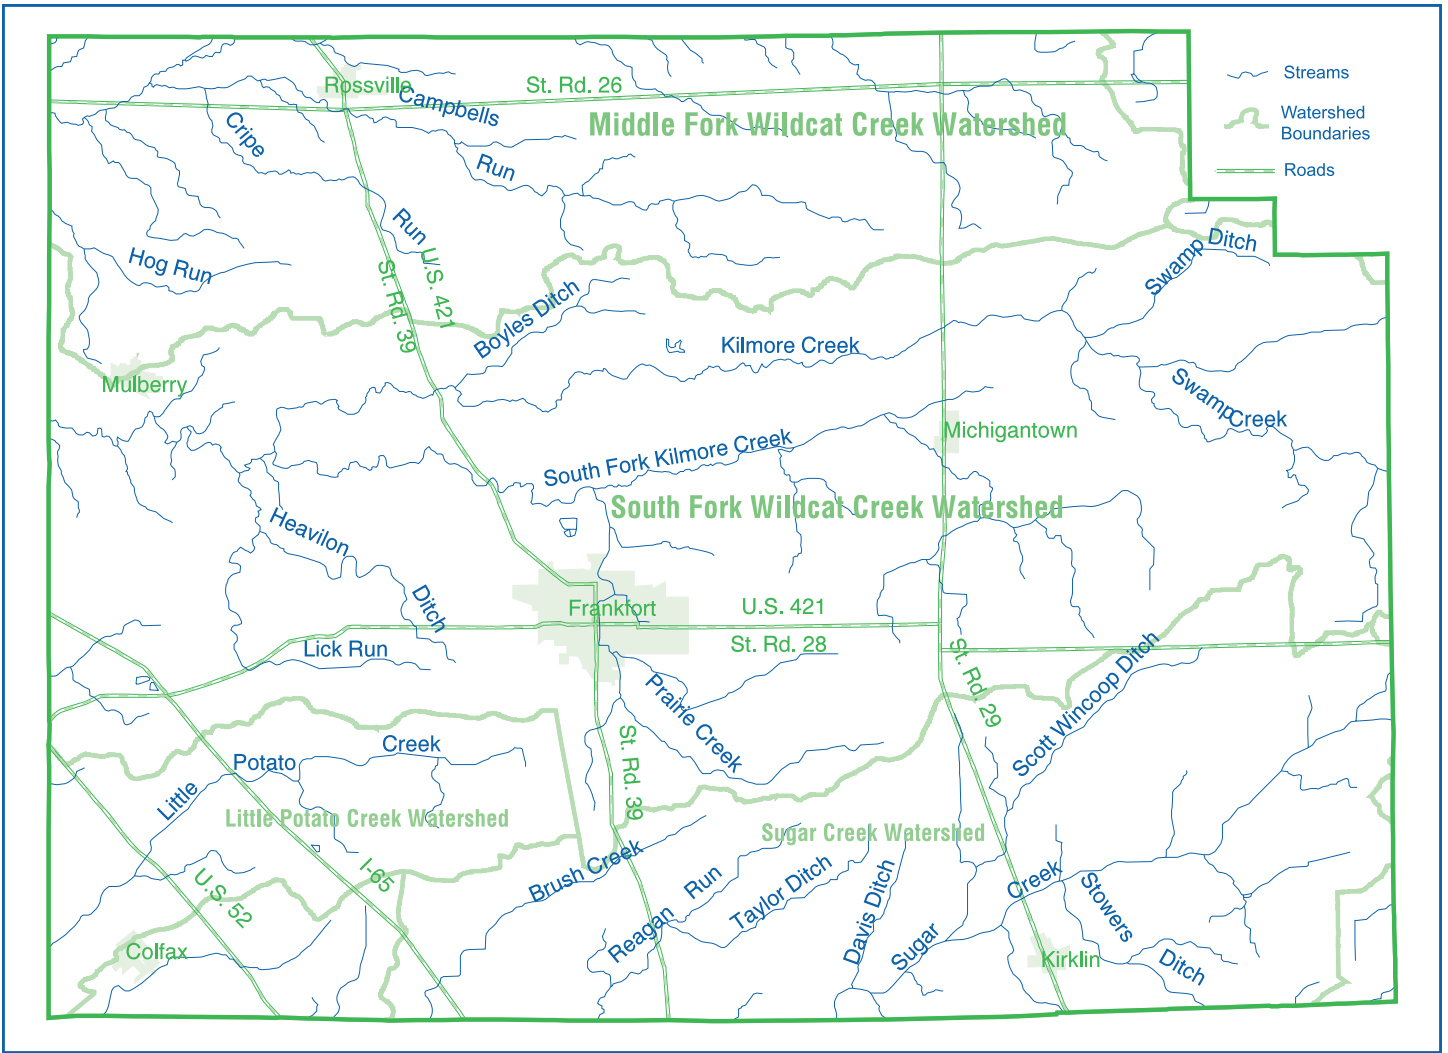 Streams
Watershed
Boundaries
Roads
Rossville
St. Rd. 26
Campbells
Run
Middle Fork Wildcat Creek Watershed
Cripe
Run
Hog Run
U.S. 421
St. Rd. 39
Swamp Ditch
Boyles Ditch
Kilmore Creek
Mulberry
Swamp Creek
Michigantown
South Fork Kilmore Creek
South Fork Wildcat Creek Watershed
Heavilon
Ditch
Frankfort
U.S. 421
St. Rd. 28
Lick Run
St. Rd. 29
Scott Wincoop Ditch
Prairie Creek
St. Rd. 39
Little Potato Creek
Little Potato Creek Watershed
Sugar Creek Watershed
I-65
U.S. 52
Brush Creek
Reagan Run
Taylor Ditch
Davis Ditch
Sugar Creek
Stowers
Ditch
Colfax
Kirklin